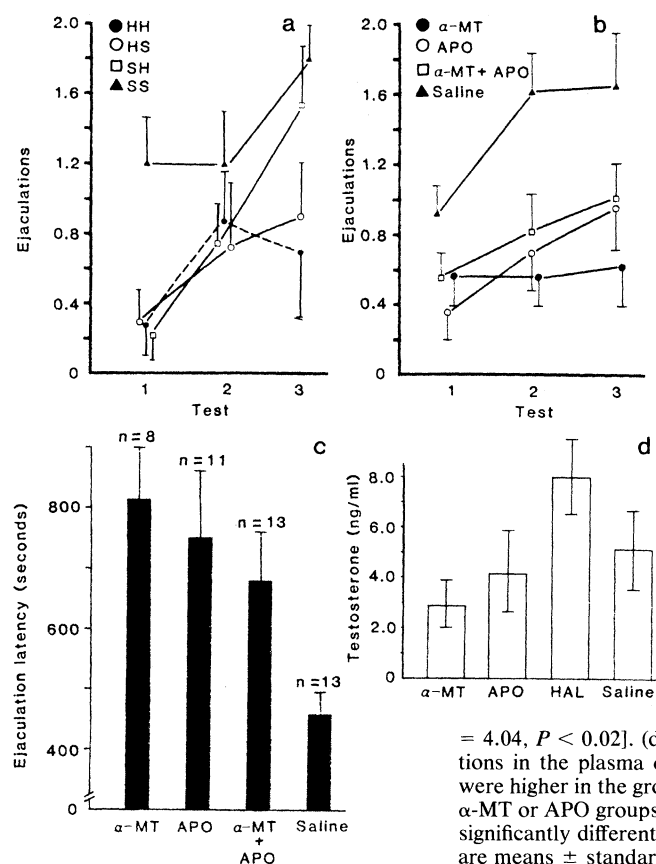 a
HH
HS
SH
SS
2.0
1.6
1.2
0.8
0.4
0
Ejaculations
1
2
3
Test
b
α-MT
APO
α-MT+ APO
Saline
2.0
1.6
1.2
0.8
0.4
0
Ejaculations
1
2
3
Test
c
n=8
n=11
n=13
n=13
800
600
400
0
Ejaculation latency (seconds)
α-MT
APO
α-MT
+
APO
Saline
d
8.0
6.0
4.0
2.0
0
Testosterone (ng/ml)
α-MT
APO
HAL
Saline
= 4.04, P < 0.02]. (d
tions in the plasma o
were higher in the gro
α-MT or APO groups
significantly different
are means ± standar